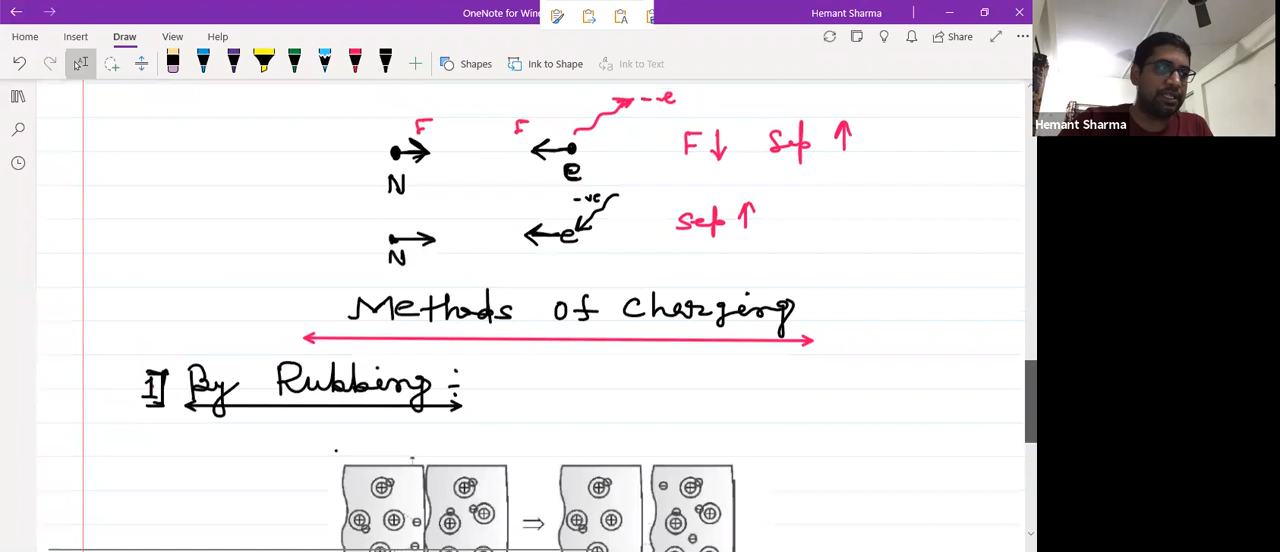 OneNote for Win
Hemant Sharma
Home Insert Draw View Help
Share
Shapes Ink to Shape Ink to Text
Hemant Sharma
-ve
F F F↓ Sep ↑
N e
-ve
Sep ↑
N e
Methods of charging
1] By Rubbing :-